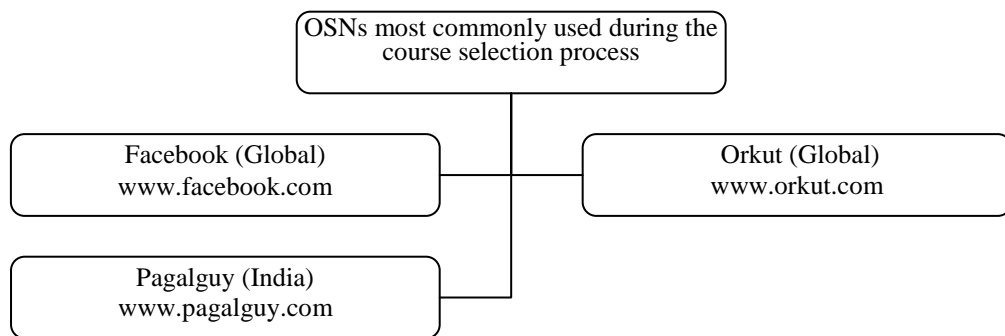 OSNs most commonly used during the
course selection process
Facebook (Global)
www.facebook.com
Orkut (Global)
www.orkut.com
Pagalguy (India)
www.pagalguy.com